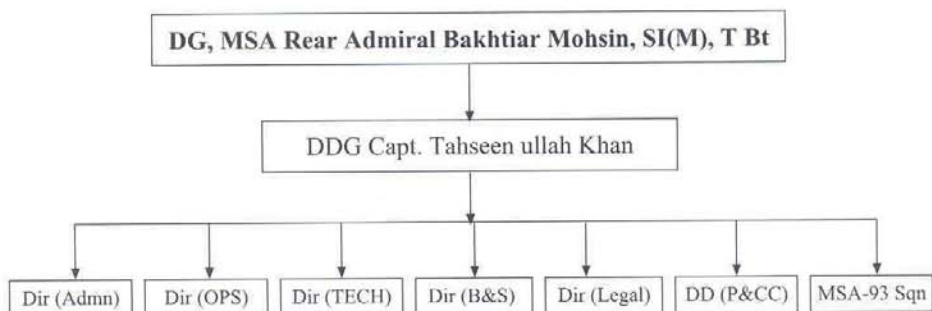 DG, MSA Rear Admiral Bakhtiar Mohsin, SI(M), T Bt
DDG Capt. Tahseen ullah Khan
Dir (Admn)
Dir (OPS)
Dir (TECH)
Dir (B&S)
Dir (Legal)
DD (P&CC)
MSA-93 Sqn